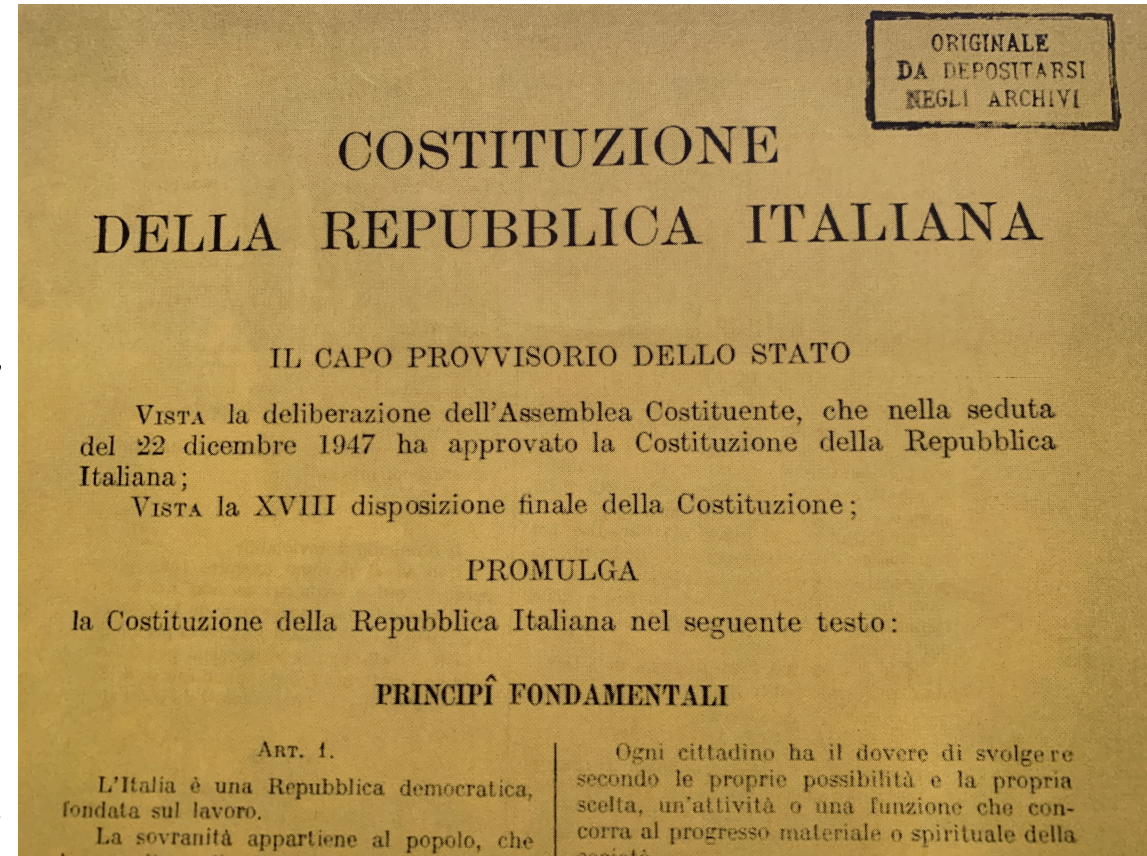 ORIGINALE
DA DEPOSITARSI
NEGLI ARCHIVI
COSTITUZIONE
DELLA REPUBBLICA ITALIANA
IL CAPO PROVVISORIO DELLO STATO
VISTA la deliberazione dell'Assemblea Costituente, che nella seduta
del 22 dicembre 1947 ha approvato la Costituzione della Repubblica
Italiana;
VISTA la XVIII disposizione finale della Costituzione;
PROMULGA
la Costituzione della Repubblica Italiana nel seguente testo:
PRINCIPÎ FONDAMENTALI
ART. 1.
L'Italia è una Repubblica democratica,
fondata sul lavoro.
La sovranità appartiene al popolo, che
Ogni cittadino ha il dovere di svolgere
secondo le proprie possibilità e la propria
scelta, un'attività o una funzione che con-
corra al progresso materiale o spirituale della